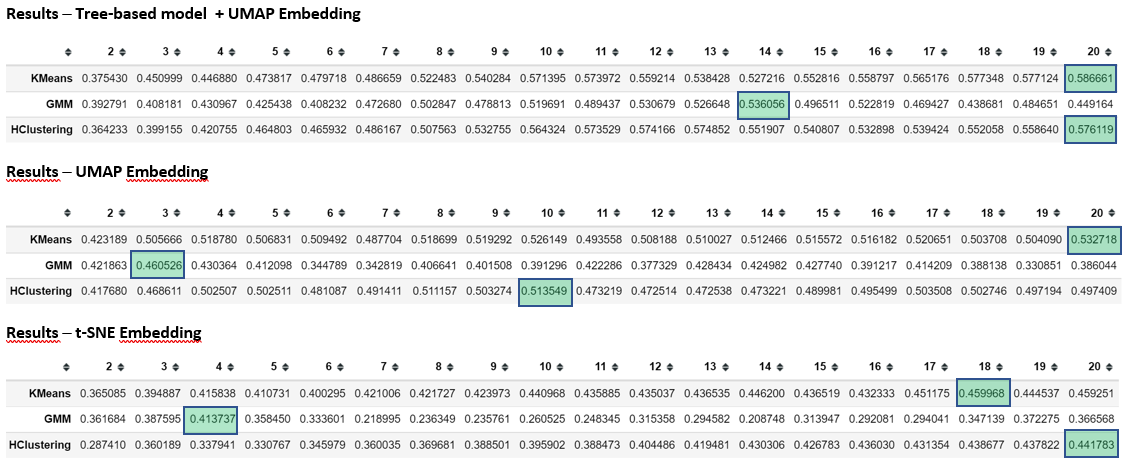 Results – Tree-based model + UMAP Embedding
2 3 4 5 6 7 8 9 10 11 12 13 14 15 16 17 18 19 20
KMeans 0.375430 0.450999 0.446880 0.473817 0.479718 0.486659 0.522483 0.540284 0.571395 0.573972 0.559214 0.538428 0.527216 0.552816 0.558797 0.565176 0.577348 0.577124 0.586661
GMM 0.392791 0.408181 0.430967 0.425438 0.408232 0.472680 0.502847 0.478813 0.519691 0.489437 0.530679 0.526648 0.536056 0.496511 0.522819 0.469427 0.438681 0.484651 0.449164
HClustering 0.364233 0.399155 0.420755 0.464803 0.465932 0.486167 0.507563 0.532755 0.564324 0.573529 0.574166 0.574852 0.551907 0.540807 0.532898 0.539424 0.552058 0.558640 0.576119
Results – UMAP Embedding
2 3 4 5 6 7 8 9 10 11 12 13 14 15 16 17 18 19 20
KMeans 0.423189 0.505666 0.518780 0.506831 0.509492 0.487704 0.518699 0.519292 0.526149 0.493558 0.508188 0.510027 0.512466 0.515572 0.516182 0.520651 0.503708 0.504090 0.532718
GMM 0.421863 0.460526 0.430364 0.412098 0.344789 0.342819 0.406641 0.401508 0.391296 0.422286 0.377329 0.428434 0.424982 0.427740 0.391217 0.414209 0.388138 0.330851 0.386044
HClustering 0.417680 0.468611 0.502507 0.502511 0.481087 0.491411 0.511157 0.503274 0.513549 0.473219 0.472514 0.472538 0.473221 0.489981 0.495499 0.503508 0.502746 0.497194 0.497409
Results – t-SNE Embedding
2 3 4 5 6 7 8 9 10 11 12 13 14 15 16 17 18 19 20
KMeans 0.365085 0.394887 0.415838 0.410731 0.400295 0.421006 0.421727 0.423973 0.440968 0.435885 0.435037 0.436535 0.446200 0.436519 0.432333 0.451175 0.459968 0.444537 0.459251
GMM 0.361684 0.387595 0.413737 0.358450 0.333601 0.218995 0.236349 0.235761 0.260525 0.248345 0.315358 0.294582 0.208748 0.313947 0.292081 0.294041 0.347139 0.372275 0.366568
HClustering 0.287410 0.360189 0.337941 0.330767 0.345979 0.360035 0.369681 0.388501 0.395902 0.388473 0.404486 0.419481 0.430306 0.426783 0.436030 0.431354 0.438677 0.437822 0.441783